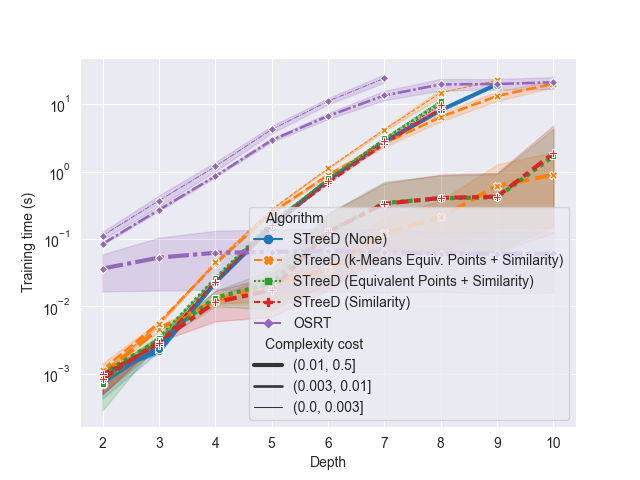 Training time (s)
10¹
10⁰
10⁻¹
10⁻²
10⁻³
Algorithm
STreeD (None)
STreeD (k-Means Equiv. Points + Similarity)
STreeD (Equivalent Points + Similarity)
STreeD (Similarity)
OSRT
Complexity cost
(0.01, 0.5]
(0.003, 0.01]
(0.0, 0.003]
2 3 4 5 6 7 8 9 10
Depth